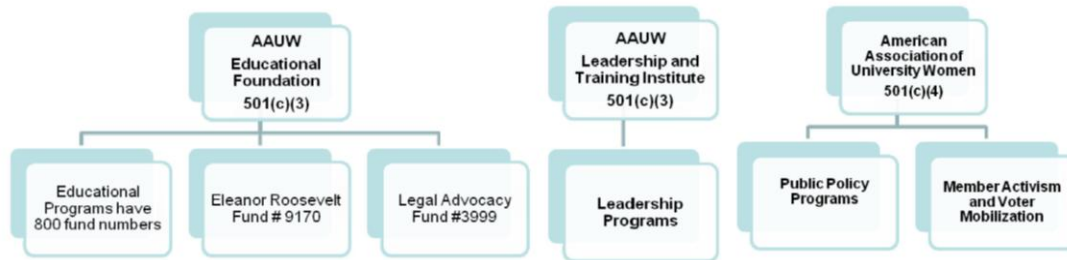 AAUW
Educational
Foundation
501(c)(3)
AAUW
Leadership and
Training Institute
501(c)(3)
American
Association of
University Women
501(c)(4)
Educational
Programs have
800 fund numbers
Eleanor Roosevelt
Fund # 9170
Legal Advocacy
Fund #3999
Leadership
Programs
Public Policy
Programs
Member Activism
and Voter
Mobilization